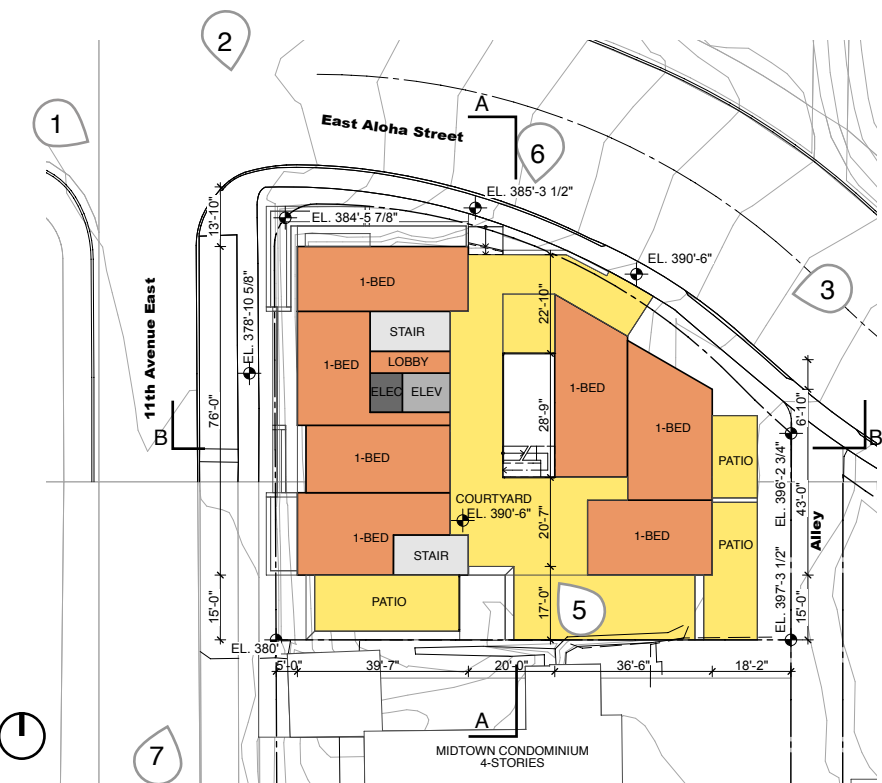 2
1
A
East Aloha Street
6
EL. 385'-3 1/2"
13'-10"
EL. 384'-5 7/8"
EL. 390'-6"
1-BED
22'-10"
3
11th Avenue East
EL. 378'-10 5/8"
STAIR
1-BED
LOBBY
ELEC
ELEV
1-BED
76'-0"
28'-9"
6'-10"
B
1-BED
B
1-BED
PATIO
EL. 396'-2 3/4"
43'-0"
COURTYARD
EL. 390'-6"
1-BED
STAIR
20'-7"
1-BED
PATIO
Alley
EL. 397'-3 1/2"
15'-0"
PATIO
17'-0"
5
15'-0"
EL. 380'
5'-0"
39'-7"
20'-0"
36'-6"
18'-2"
A
7
MIDTOWN CONDOMINIUM
4-STORIES